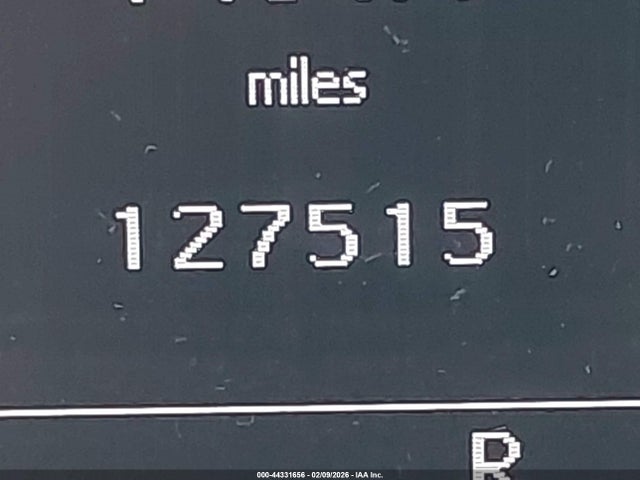 miles
127515
R
000-44331656 - 02/09/2026 - IAA Inc.